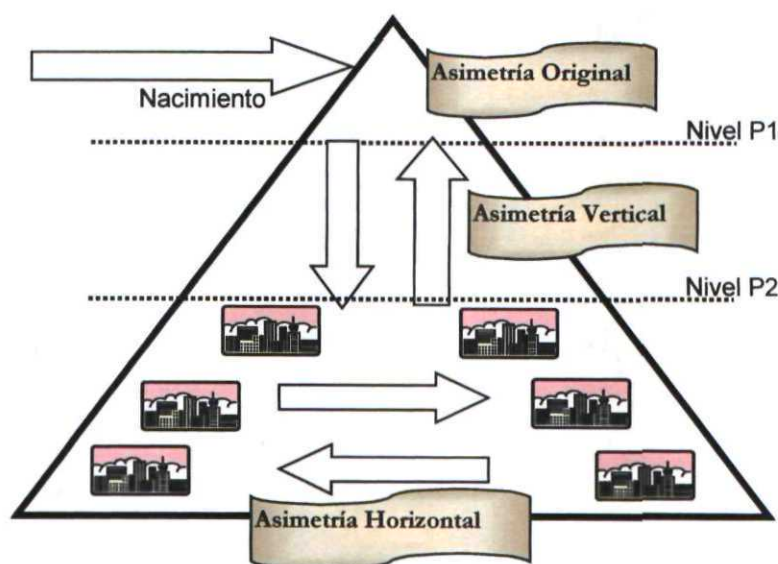 Asimetría Original
Nacimiento
Nivel P1
Asimetría Vertical
Nivel P2
Asimetría Horizontal